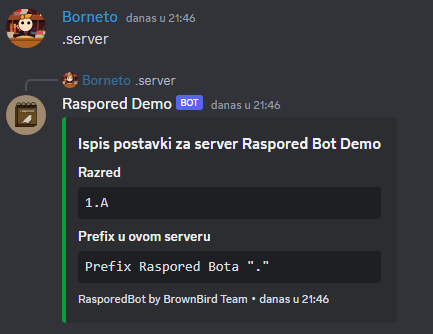 Borneto danas u 21:46
.server
Borneto .server
Raspored Demo BOT danas u 21:46
Ispis postavki za server Raspored Bot Demo
Razred
1.A
Prefix u ovom serveru
Prefix Raspored Bota "."
RasporedBot by BrownBird Team • danas u 21:46